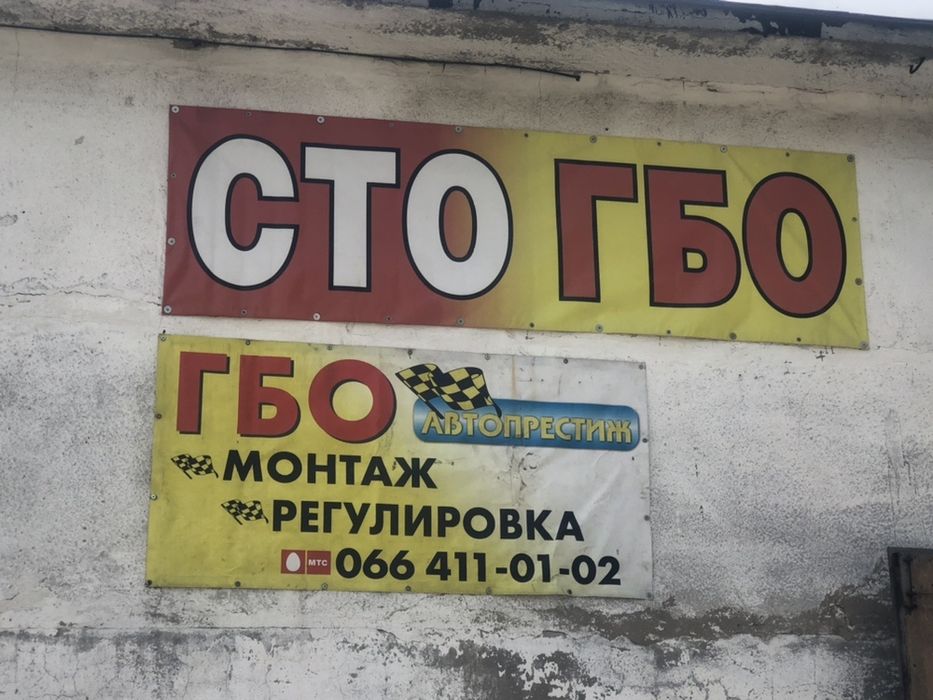 СТО ГБО
ГБО
АВТОПРЕСТИЖ
МОНТАЖ
РЕГУЛИРОВКА
МТС 066 411-01-02